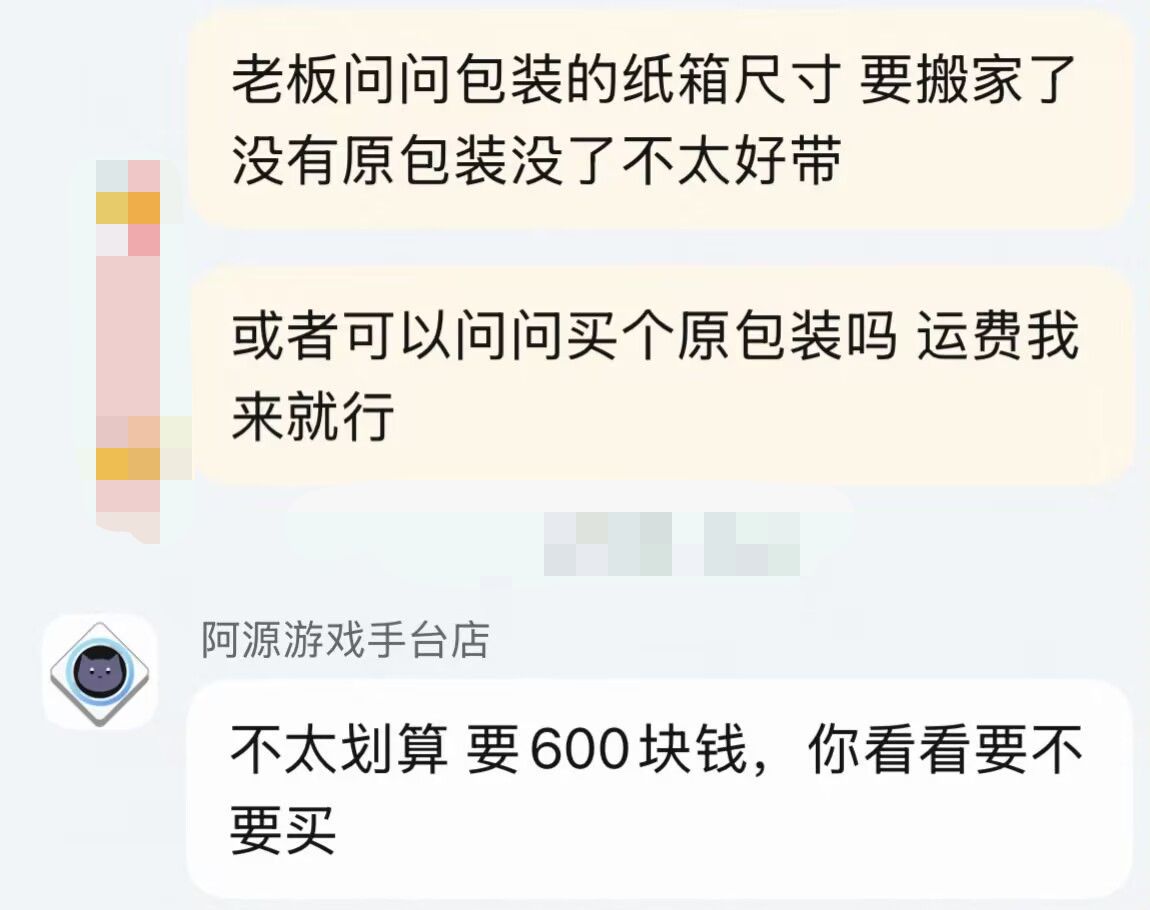 老板问问包装的纸箱尺寸 要搬家了
没有原包装没了不太好带
或者可以问问买个原包装吗 运费我
来就行
阿源游戏手台店
不太划算 要600块钱，你看看要不
要买